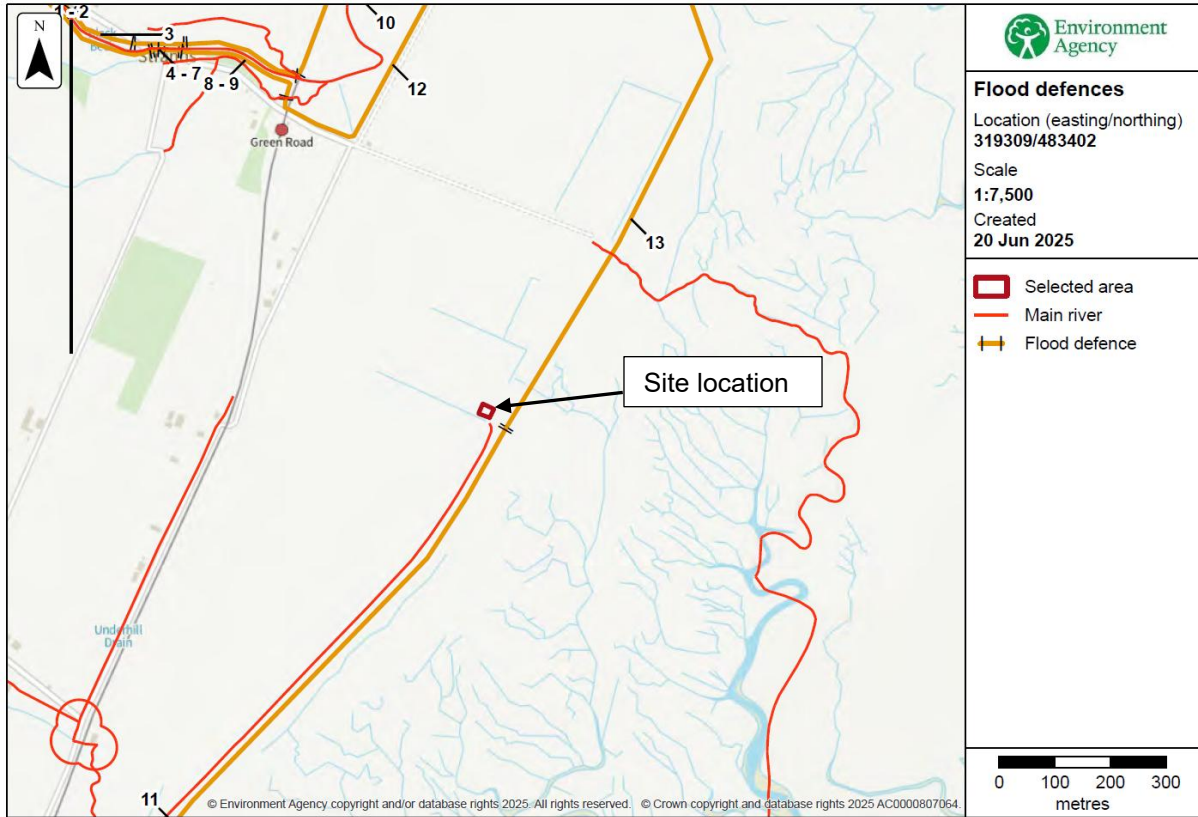 1 - 2
3
10
4 - 7
8 - 9
12
Green Road
13
Site location
Underhill
Drain
11
© Environment Agency copyright and/or database rights 2025. All rights reserved. © Crown copyright and database rights 2025 AC0000807064.
N
Environment
Agency
Flood defences
Location (easting/northing)
319309/483402
Scale
1:7,500
Created
20 Jun 2025
Selected area
Main river
Flood defence
0 100 200 300
metres